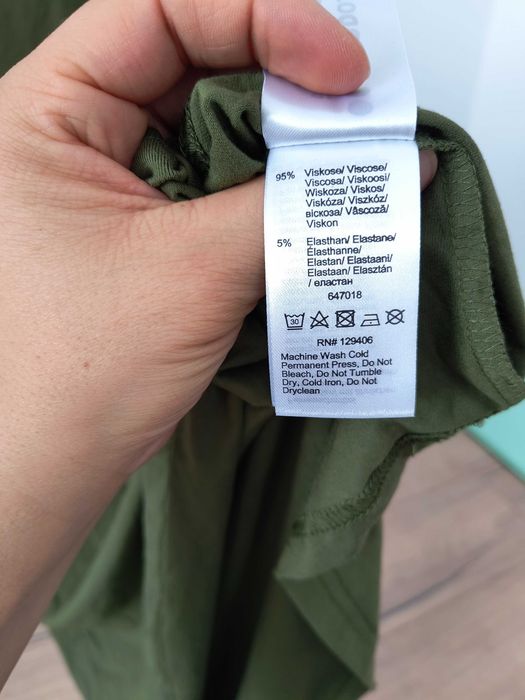 95% Viskose/ Viscose/
Viscosa/ Viskoosi/
Wiskoza/ Viskos/
Viskóza/ Viszkóz/
віскоза/ Vâscoză/
Viskon
5% Elasthan/ Elastane/
Élasthanne/
Elastan/ Elastaani/
Elastaan/ Elasztán/
/ еластан
647018
30
RN# 129406
Machine Wash Cold
Permanent Press, Do Not
Bleach, Do Not Tumble
Dry, Cold Iron, Do Not
Dryclean